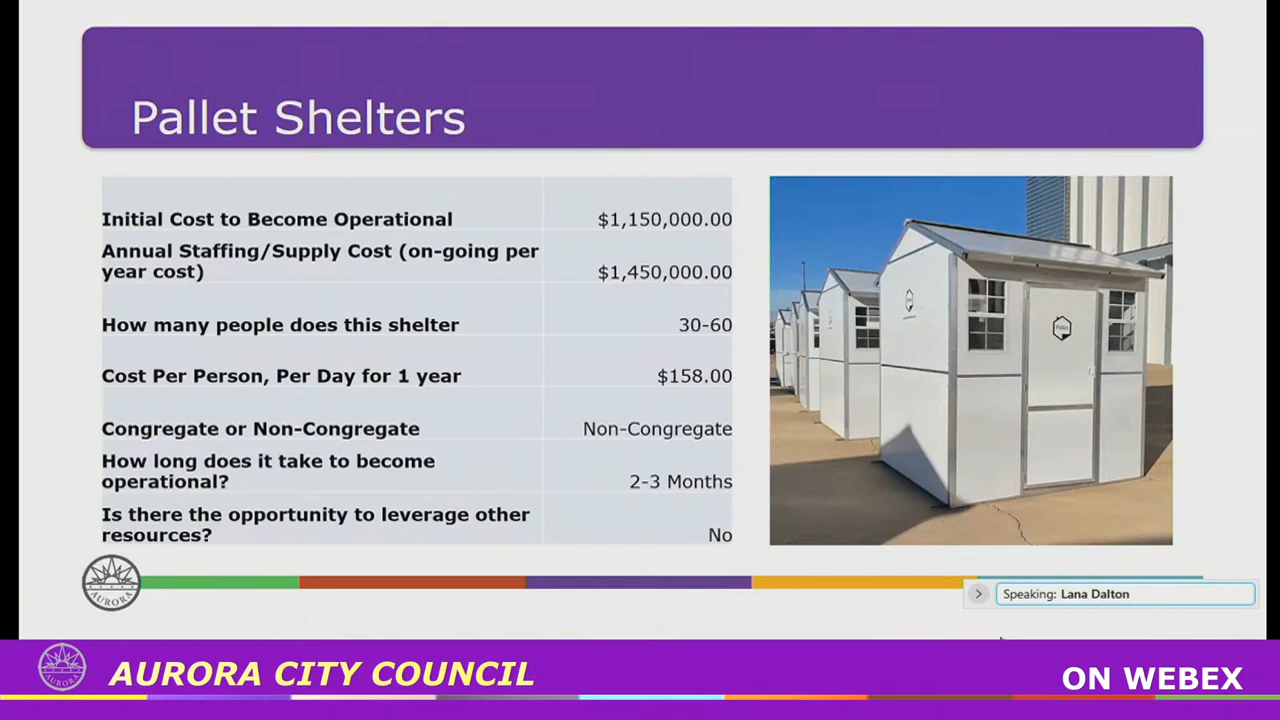 Pallet Shelters
Initial Cost to Become Operational $1,150,000.00
Annual Staffing/Supply Cost (on-going per
year cost) $1,450,000.00
How many people does this shelter 30-60
Cost Per Person, Per Day for 1 year $158.00
Congregate or Non-Congregate Non-Congregate
How long does it take to become
operational? 2-3 Months
Is there the opportunity to leverage other
resources? No
AURORA
Speaking: Lana Dalton
AURORA CITY COUNCIL
ON WEBEX